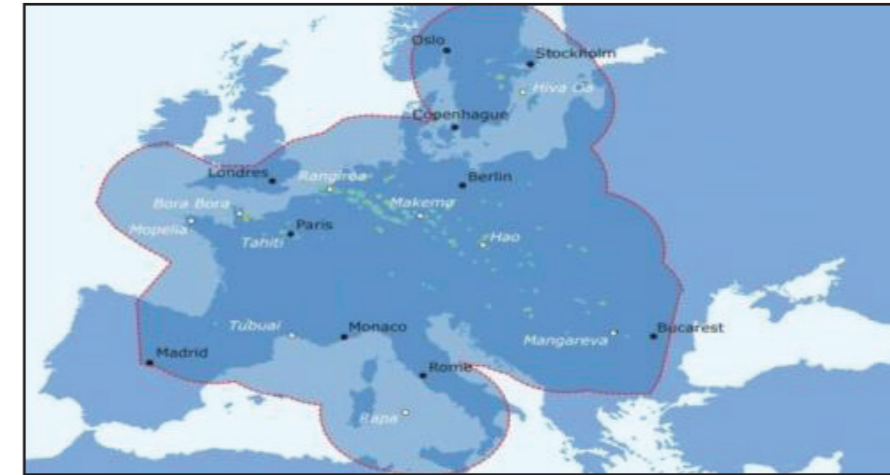 Oslo
Stockholm
Hiva Oa
Copenhague
Londres
Rangiroa
Berlin
Bora Bora
Makemo
Mopelia
Paris
Tahiti
Hao
Tubuai
Monaco
Mangareva
Bucarest
Madrid
Rome
Rapa